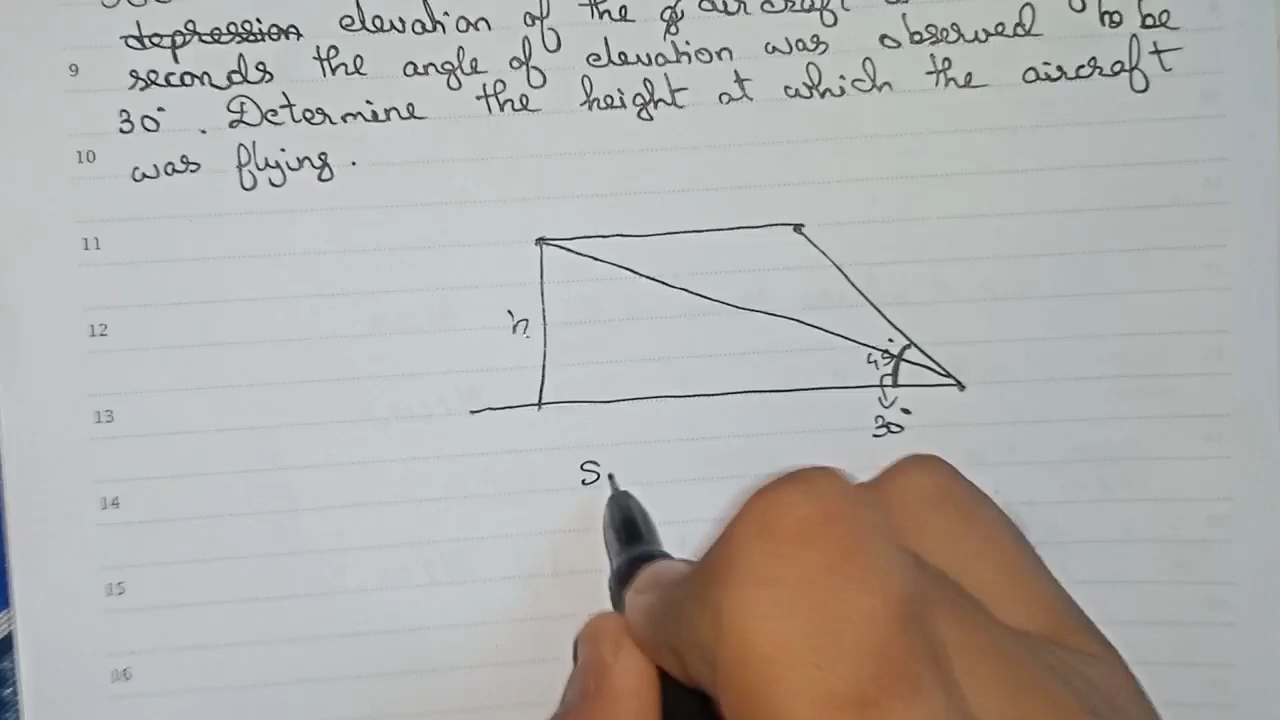 depression elevation of the aircraft
9
seconds the angle of elevation was observed to be
30°. Determine the height at which the aircraft
10
was flying.
11
h
12
45°
13
30°
S
14
15
16